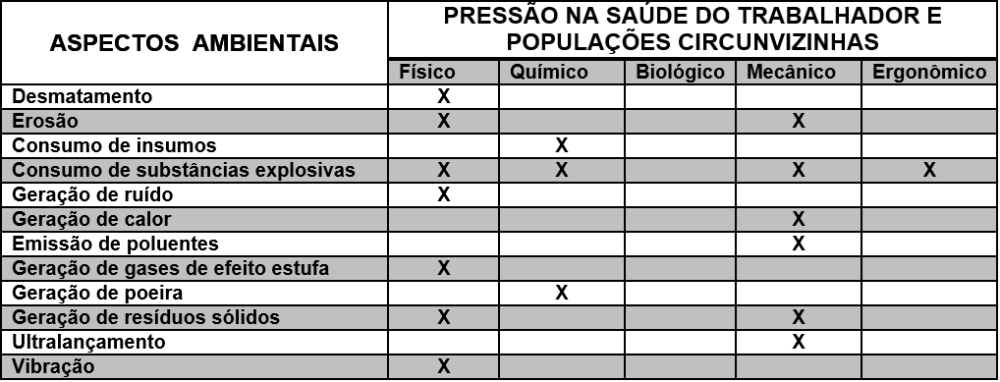 ASPECTOS AMBIENTAIS
PRESSÃO NA SAÚDE DO TRABALHADOR E
POPULAÇÕES CIRCUNVIZINHAS
Físico Químico Biológico Mecânico Ergonômico
Desmatamento X
Erosão X X
Consumo de insumos X
Consumo de substâncias explosivas X X X X
Geração de ruído X
Geração de calor X
Emissão de poluentes X
Geração de gases de efeito estufa X
Geração de poeira X
Geração de resíduos sólidos X X
Ultralançamento X
Vibração X